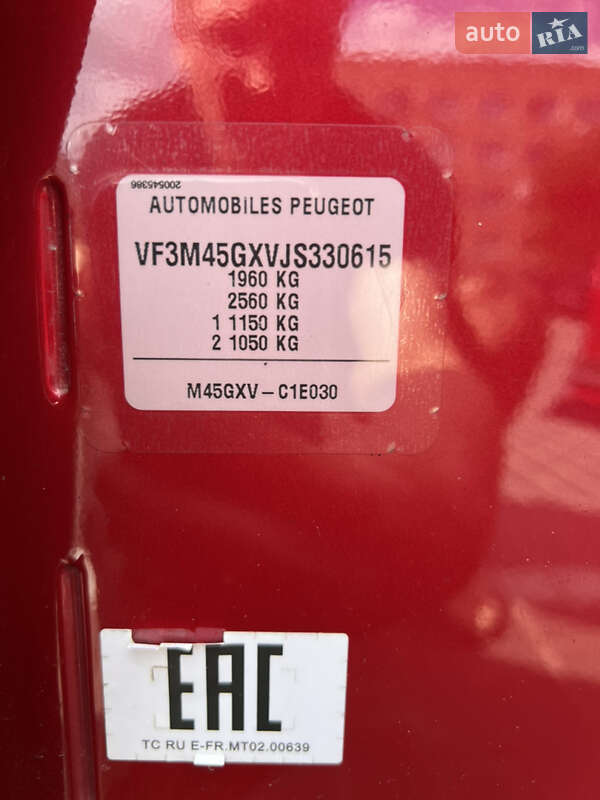 auto RIA .com
200545386
AUTOMOBILES PEUGEOT
VF3M45GXVJS330615
1960 KG
2560 KG
1 1150 KG
2 1050 KG
M45GXV – C1E030
EAC
TC RU E-FR.MT02.00639